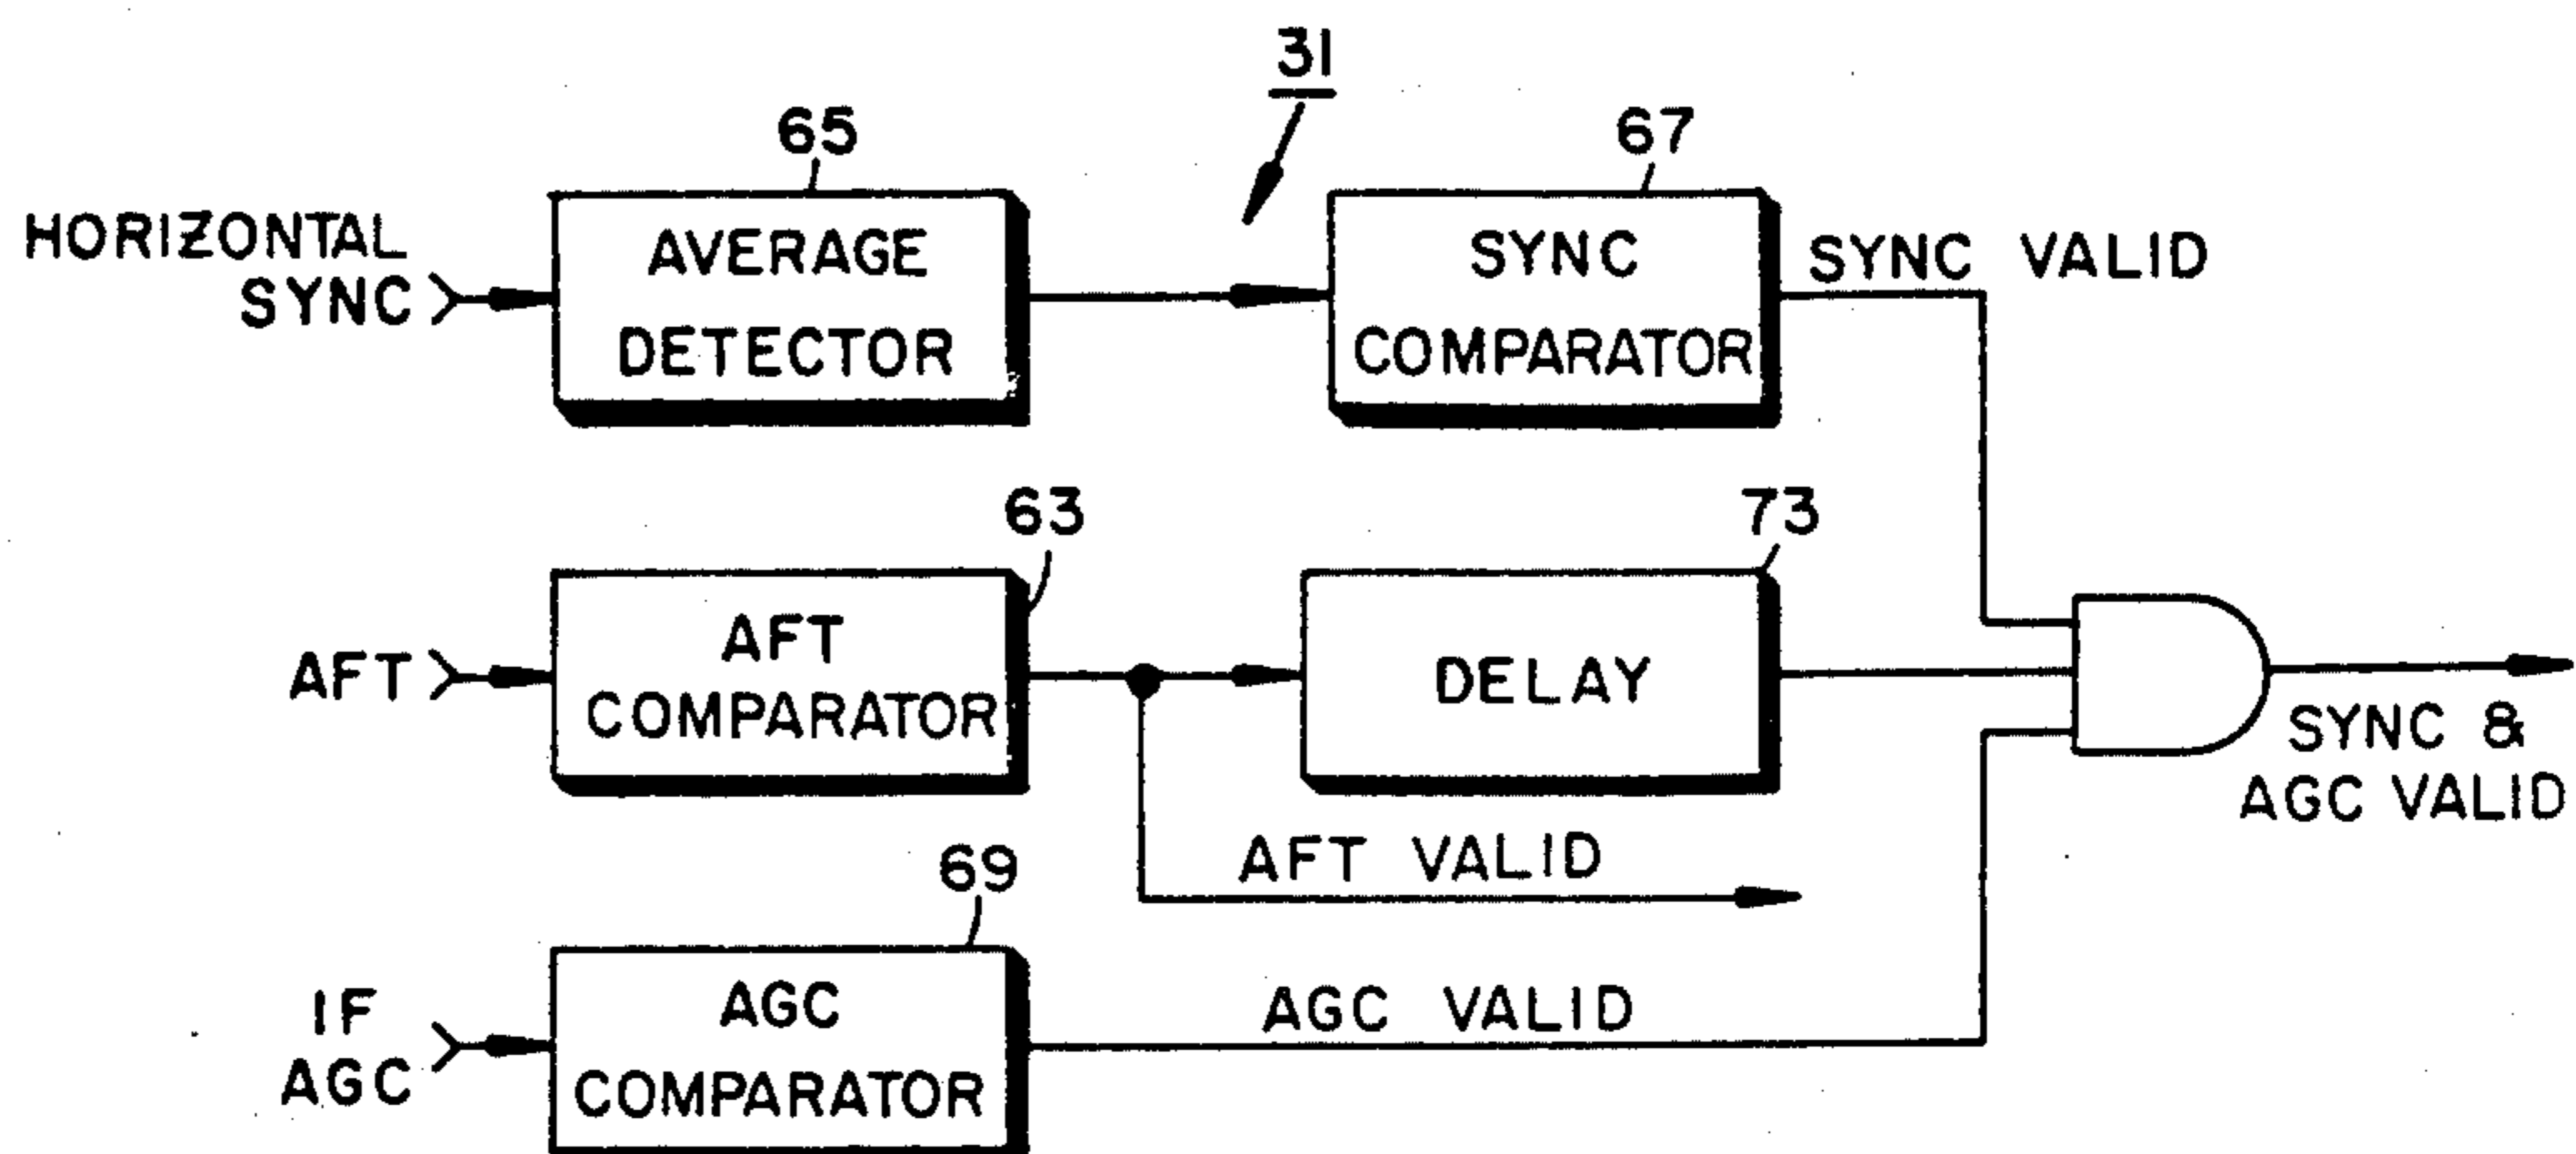 31
65
67
HORIZONTAL
SYNC
AVERAGE
DETECTOR
SYNC
COMPARATOR
SYNC VALID
63
73
AFT
AFT
COMPARATOR
DELAY
SYNC &
AGC VALID
AFT VALID
69
IF
AGC
AGC
COMPARATOR
AGC VALID